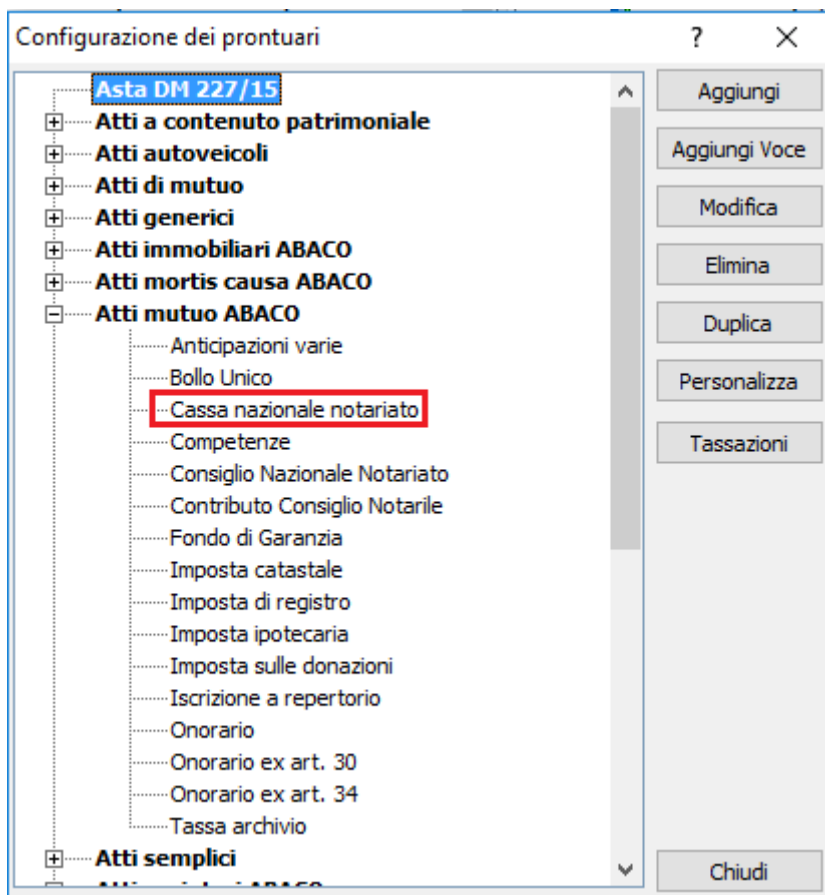 Configurazione dei prontuari ?
Asta DM 227/15
Atti a contenuto patrimoniale
Atti autoveicoli
Atti di mutuo
Atti generici
Atti immobiliari ABACO
Atti mortis causa ABACO
Atti mutuo ABACO
Anticipazioni varie
Bollo Unico
Cassa nazionale notariato
Competenze
Consiglio Nazionale Notariato
Contributo Consiglio Notarile
Fondo di Garanzia
Imposta catastale
Imposta di registro
Imposta ipotecaria
Imposta sulle donazioni
Iscrizione a repertorio
Onorario
Onorario ex art. 30
Onorario ex art. 34
Tassa archivio
Atti semplici
Aggiungi
Aggiungi Voce
Modifica
Elimina
Duplica
Personalizza
Tassazioni
Chiudi